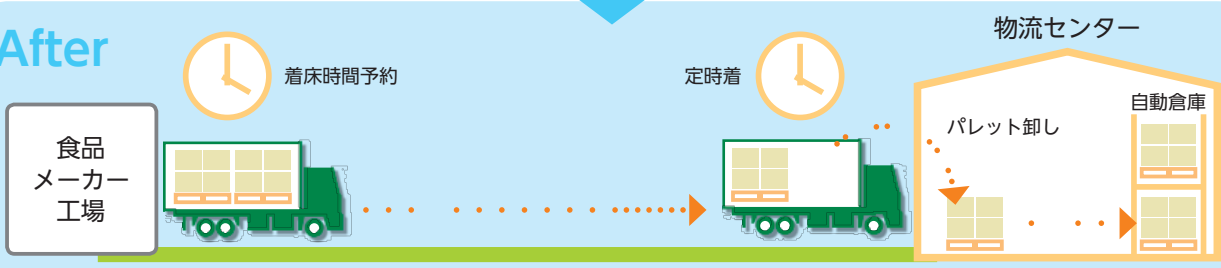 After
着床時間予約
定時着
物流センター
自動倉庫
パレット卸し
食品
メーカー
工場